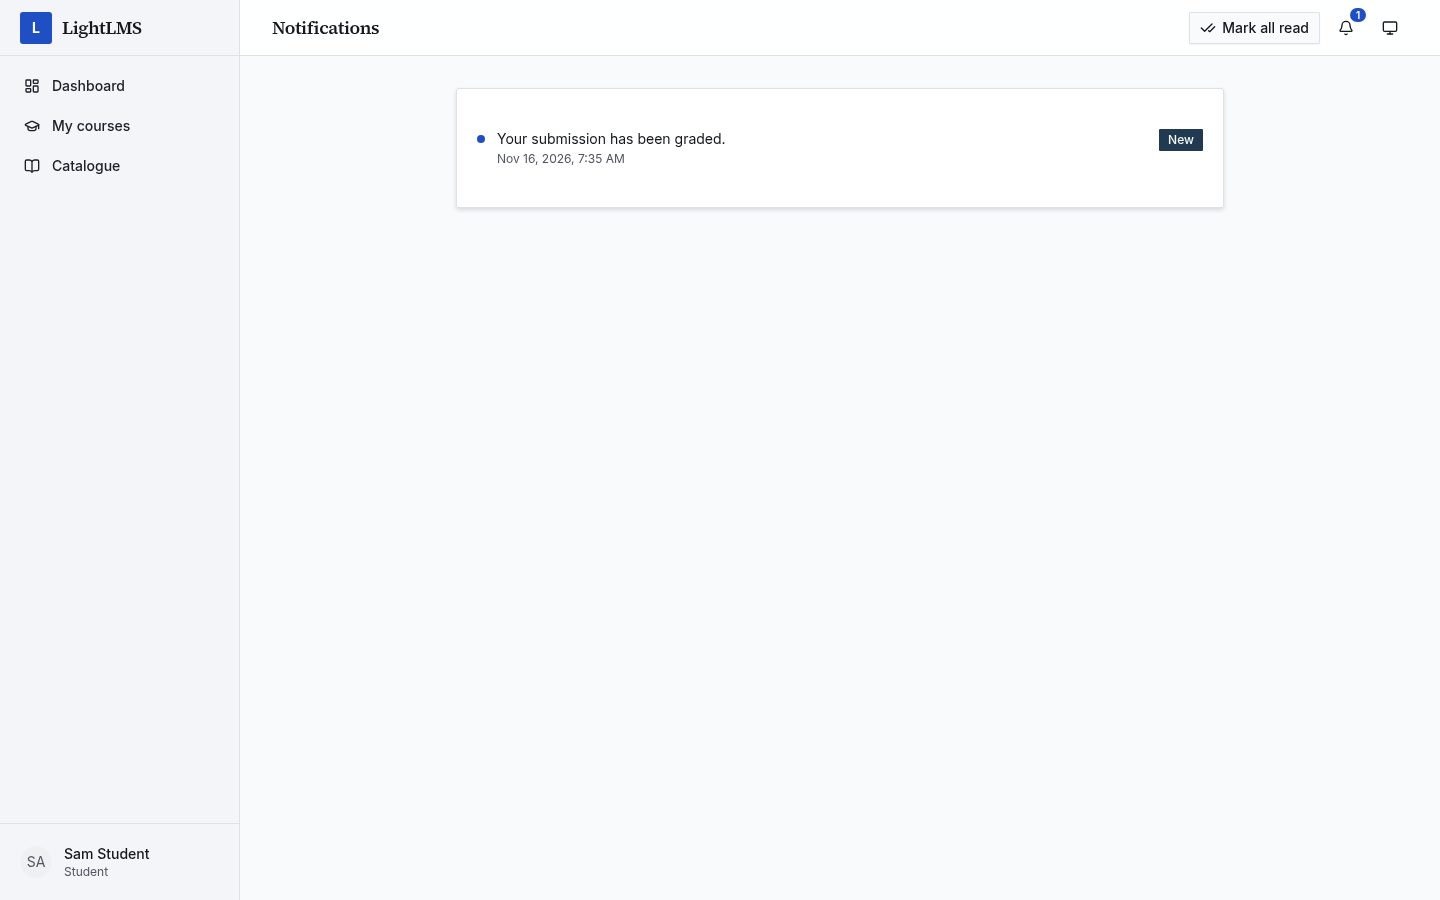 L LightLMS
Notifications
Mark all read
1
Dashboard
My courses
Catalogue
Your submission has been graded.
New
Nov 16, 2026, 7:35 AM
SA
Sam Student
Student